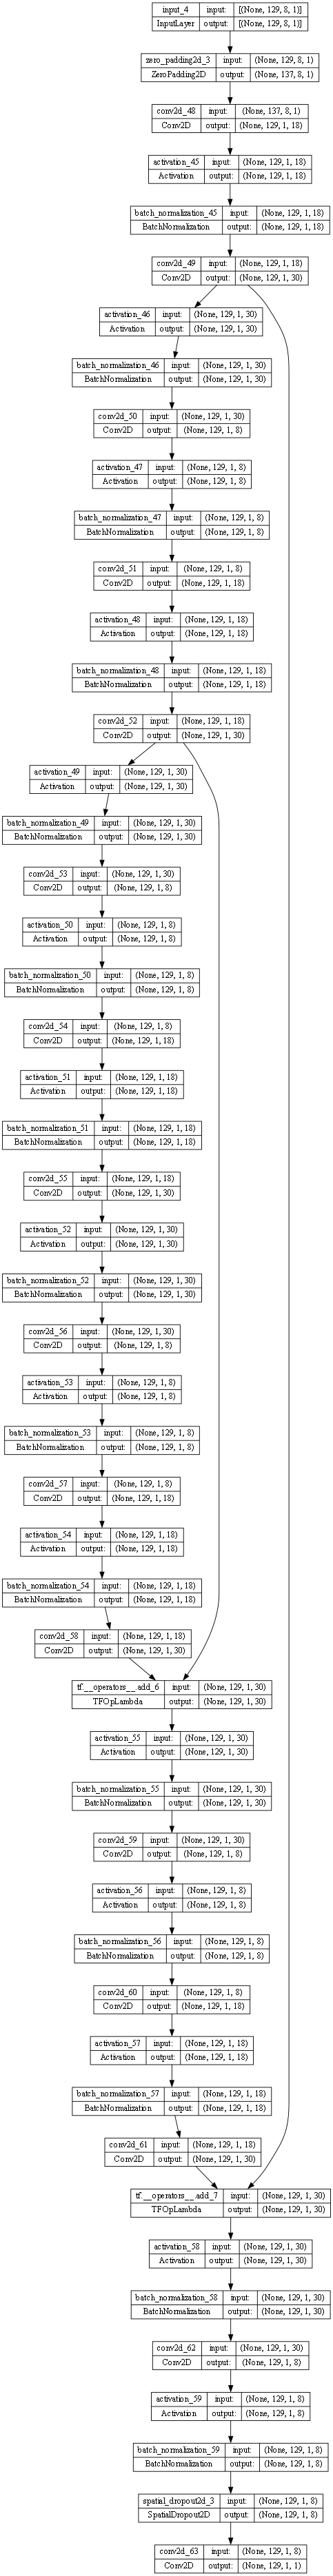 input_4 input: [(None, 129, 8, 1)]
InputLayer output: [(None, 129, 8, 1)]
zero_padding2d_3 input: (None, 129, 8, 1)
ZeroPadding2D output: (None, 137, 8, 1)
conv2d_48 input: (None, 137, 8, 1)
Conv2D output: (None, 129, 1, 18)
activation_45 input: (None, 129, 1, 18)
Activation output: (None, 129, 1, 18)
batch_normalization_45 input: (None, 129, 1, 18)
BatchNormalization output: (None, 129, 1, 18)
conv2d_49 input: (None, 129, 1, 18)
Conv2D output: (None, 129, 1, 30)
activation_46 input: (None, 129, 1, 30)
Activation output: (None, 129, 1, 30)
batch_normalization_46 input: (None, 129, 1, 30)
BatchNormalization output: (None, 129, 1, 30)
conv2d_50 input: (None, 129, 1, 30)
Conv2D output: (None, 129, 1, 8)
activation_47 input: (None, 129, 1, 8)
Activation output: (None, 129, 1, 8)
batch_normalization_47 input: (None, 129, 1, 8)
BatchNormalization output: (None, 129, 1, 8)
conv2d_51 input: (None, 129, 1, 8)
Conv2D output: (None, 129, 1, 18)
activation_48 input: (None, 129, 1, 18)
Activation output: (None, 129, 1, 18)
batch_normalization_48 input: (None, 129, 1, 18)
BatchNormalization output: (None, 129, 1, 18)
conv2d_52 input: (None, 129, 1, 18)
Conv2D output: (None, 129, 1, 30)
activation_49 input: (None, 129, 1, 30)
Activation output: (None, 129, 1, 30)
batch_normalization_49 input: (None, 129, 1, 30)
BatchNormalization output: (None, 129, 1, 30)
conv2d_53 input: (None, 129, 1, 30)
Conv2D output: (None, 129, 1, 8)
activation_50 input: (None, 129, 1, 8)
Activation output: (None, 129, 1, 8)
batch_normalization_50 input: (None, 129, 1, 8)
BatchNormalization output: (None, 129, 1, 8)
conv2d_54 input: (None, 129, 1, 8)
Conv2D output: (None, 129, 1, 18)
activation_51 input: (None, 129, 1, 18)
Activation output: (None, 129, 1, 18)
batch_normalization_51 input: (None, 129, 1, 18)
BatchNormalization output: (None, 129, 1, 18)
conv2d_55 input: (None, 129, 1, 18)
Conv2D output: (None, 129, 1, 30)
activation_52 input: (None, 129, 1, 30)
Activation output: (None, 129, 1, 30)
batch_normalization_52 input: (None, 129, 1, 30)
BatchNormalization output: (None, 129, 1, 30)
conv2d_56 input: (None, 129, 1, 30)
Conv2D output: (None, 129, 1, 8)
activation_53 input: (None, 129, 1, 8)
Activation output: (None, 129, 1, 8)
batch_normalization_53 input: (None, 129, 1, 8)
BatchNormalization output: (None, 129, 1, 8)
conv2d_57 input: (None, 129, 1, 8)
Conv2D output: (None, 129, 1, 18)
activation_54 input: (None, 129, 1, 18)
Activation output: (None, 129, 1, 18)
batch_normalization_54 input: (None, 129, 1, 18)
BatchNormalization output: (None, 129, 1, 18)
conv2d_58 input: (None, 129, 1, 18)
Conv2D output: (None, 129, 1, 30)
tf.__operators__.add_6 input: (None, 129, 1, 30)
TFOpLambda output: (None, 129, 1, 30)
activation_55 input: (None, 129, 1, 30)
Activation output: (None, 129, 1, 30)
batch_normalization_55 input: (None, 129, 1, 30)
BatchNormalization output: (None, 129, 1, 30)
conv2d_59 input: (None, 129, 1, 30)
Conv2D output: (None, 129, 1, 8)
activation_56 input: (None, 129, 1, 8)
Activation output: (None, 129, 1, 8)
batch_normalization_56 input: (None, 129, 1, 8)
BatchNormalization output: (None, 129, 1, 8)
conv2d_60 input: (None, 129, 1, 8)
Conv2D output: (None, 129, 1, 18)
activation_57 input: (None, 129, 1, 18)
Activation output: (None, 129, 1, 18)
batch_normalization_57 input: (None, 129, 1, 18)
BatchNormalization output: (None, 129, 1, 18)
conv2d_61 input: (None, 129, 1, 18)
Conv2D output: (None, 129, 1, 30)
tf.__operators__.add_7 input: (None, 129, 1, 30)
TFOpLambda output: (None, 129, 1, 30)
activation_58 input: (None, 129, 1, 30)
Activation output: (None, 129, 1, 30)
batch_normalization_58 input: (None, 129, 1, 30)
BatchNormalization output: (None, 129, 1, 30)
conv2d_62 input: (None, 129, 1, 30)
Conv2D output: (None, 129, 1, 8)
activation_59 input: (None, 129, 1, 8)
Activation output: (None, 129, 1, 8)
batch_normalization_59 input: (None, 129, 1, 8)
BatchNormalization output: (None, 129, 1, 8)
spatial_dropout2d_3 input: (None, 129, 1, 8)
SpatialDropout2D output: (None, 129, 1, 8)
conv2d_63 input: (None, 129, 1, 8)
Conv2D output: (None, 129, 1, 1)